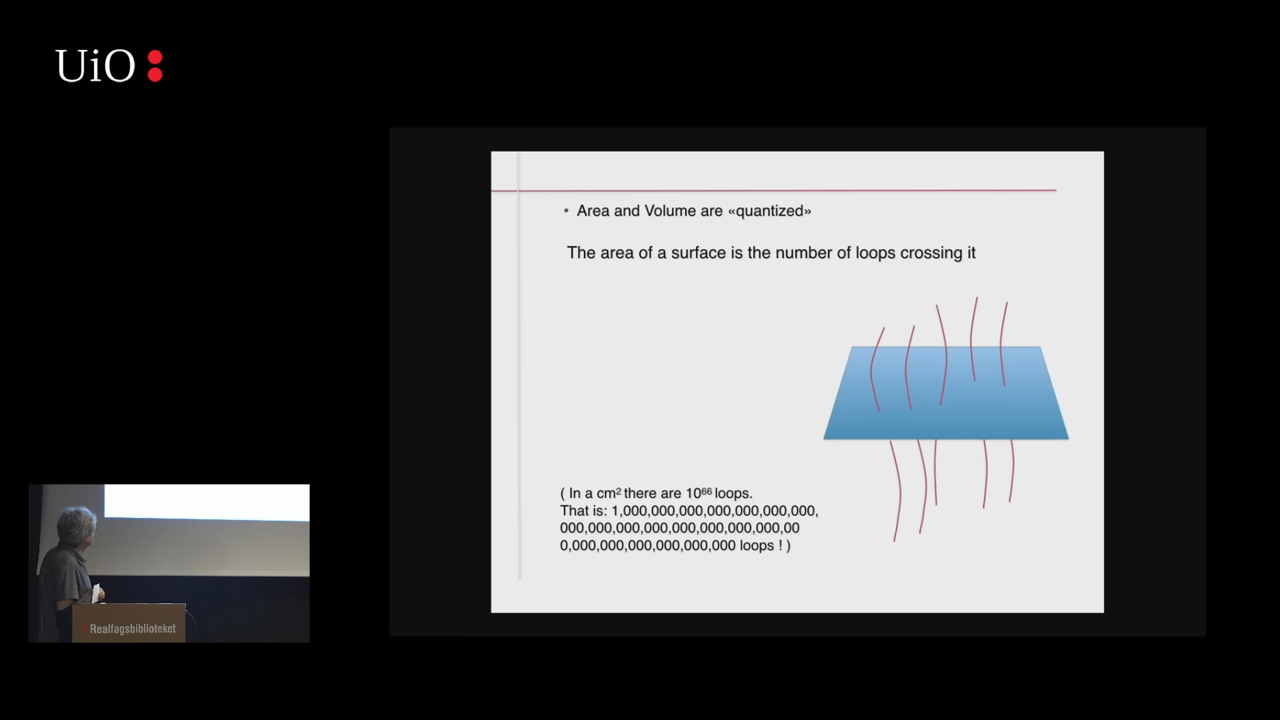 UiO:
• Area and Volume are «quantized»
The area of a surface is the number of loops crossing it
( In a cm² there are 10⁶⁶ loops.
That is: 1,000,000,000,000,000,000,000,
000,000,000,000,000,000,000,000,00
0,000,000,000,000,000,000 loops ! )
Realfagsbiblioteket